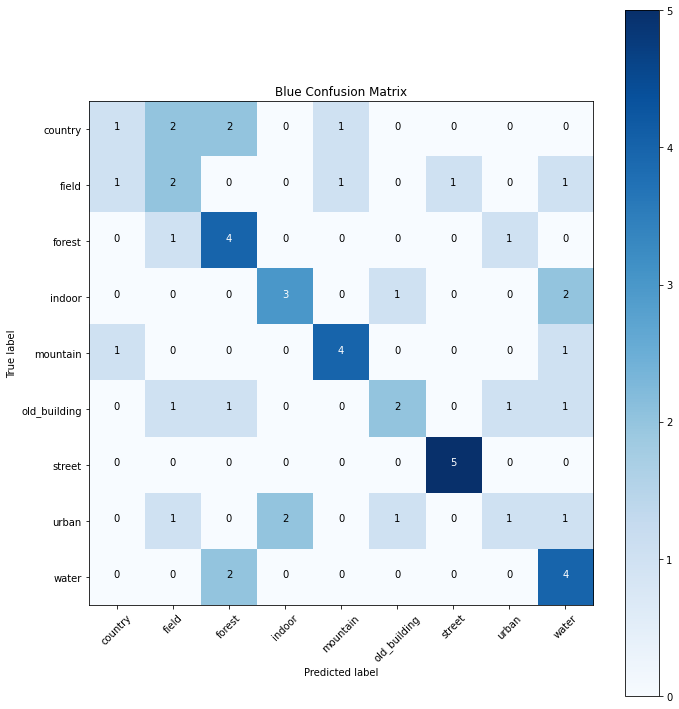 Blue Confusion Matrix
country 1 2 2 0 1 0 0 0 0
field 1 2 0 0 1 0 1 0 1
forest 0 1 4 0 0 0 0 1 0
indoor 0 0 0 3 0 1 0 0 2
mountain 1 0 0 0 4 0 0 0 1
old_building 0 1 1 0 0 2 0 1 1
street 0 0 0 0 0 0 5 0 0
urban 0 1 0 2 0 1 0 1 1
water 0 0 2 0 0 0 0 0 4
True label
country field forest indoor mountain old_building street urban water
Predicted label
5
4
3
2
1
0